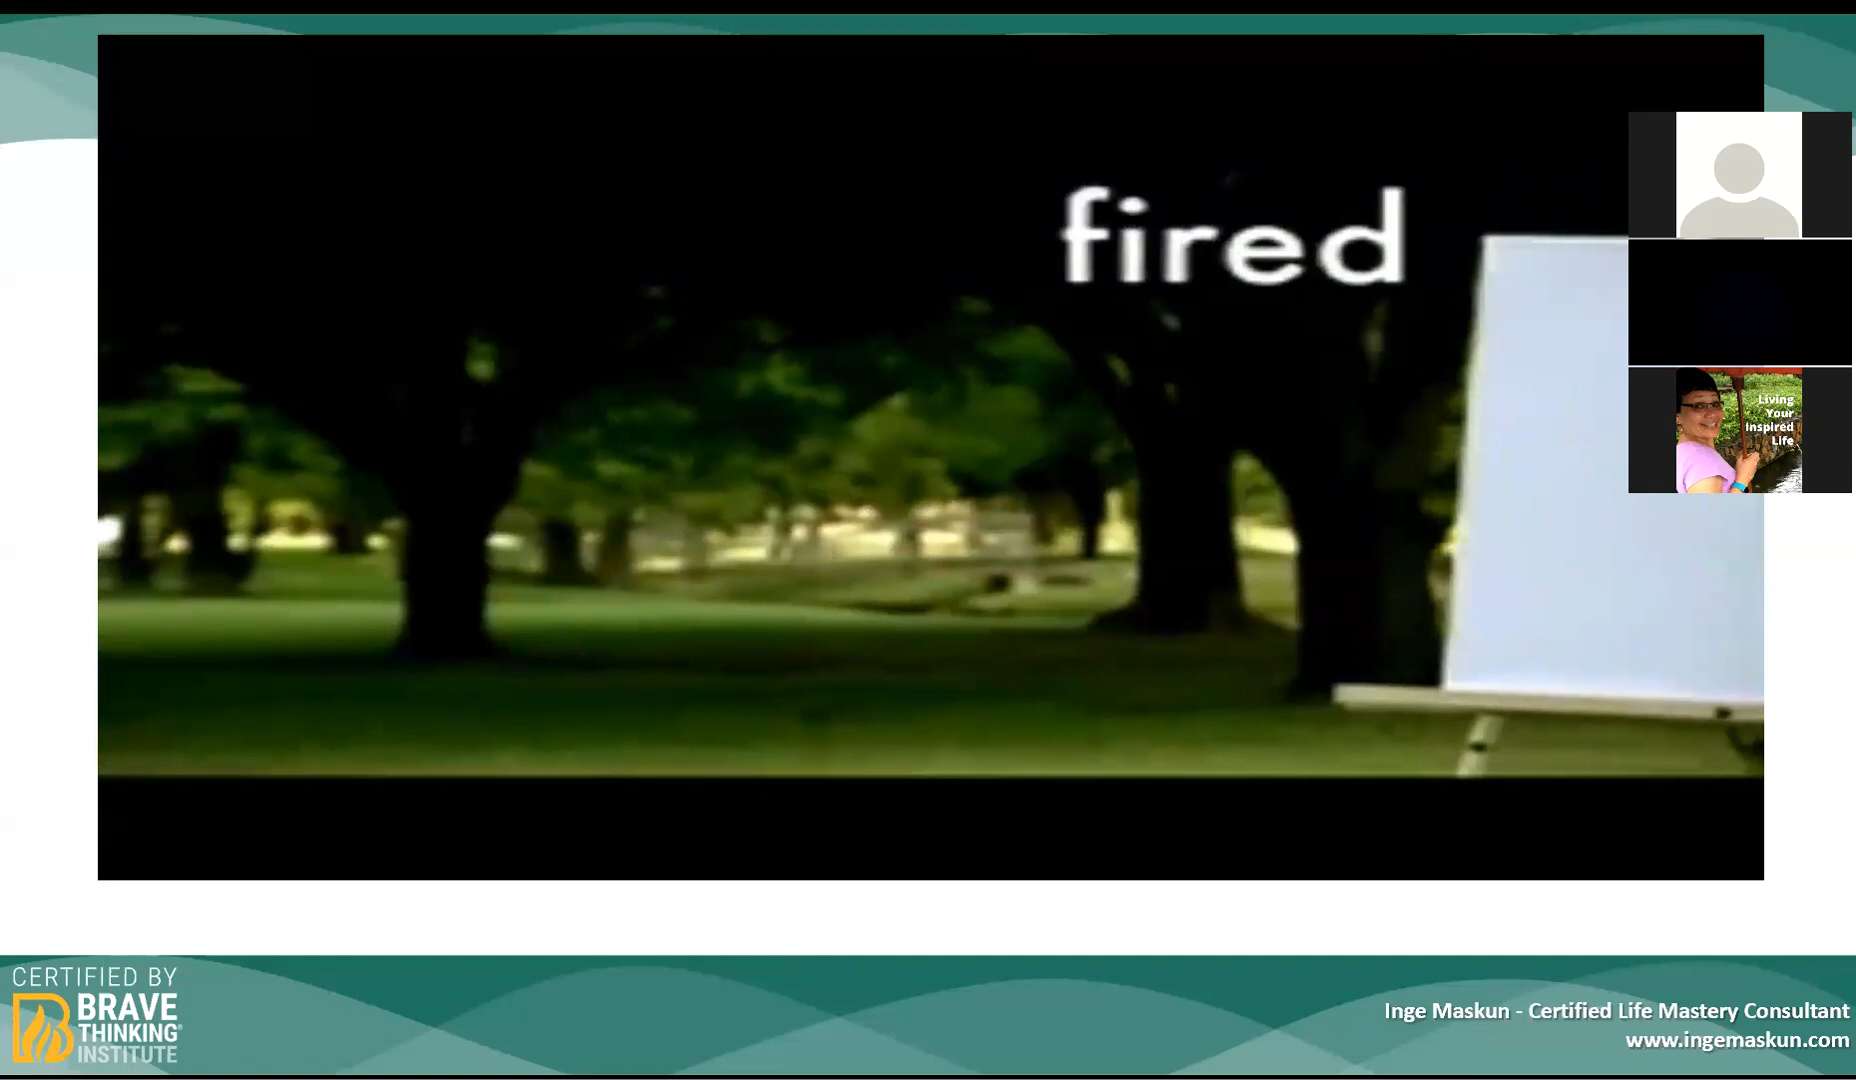 fired
Living
Your
Inspired
Life
CERTIFIED BY
BRAVE
THINKING®
INSTITUTE
Inge Maskun - Certified Life Mastery Consultant
www.ingemaskun.com